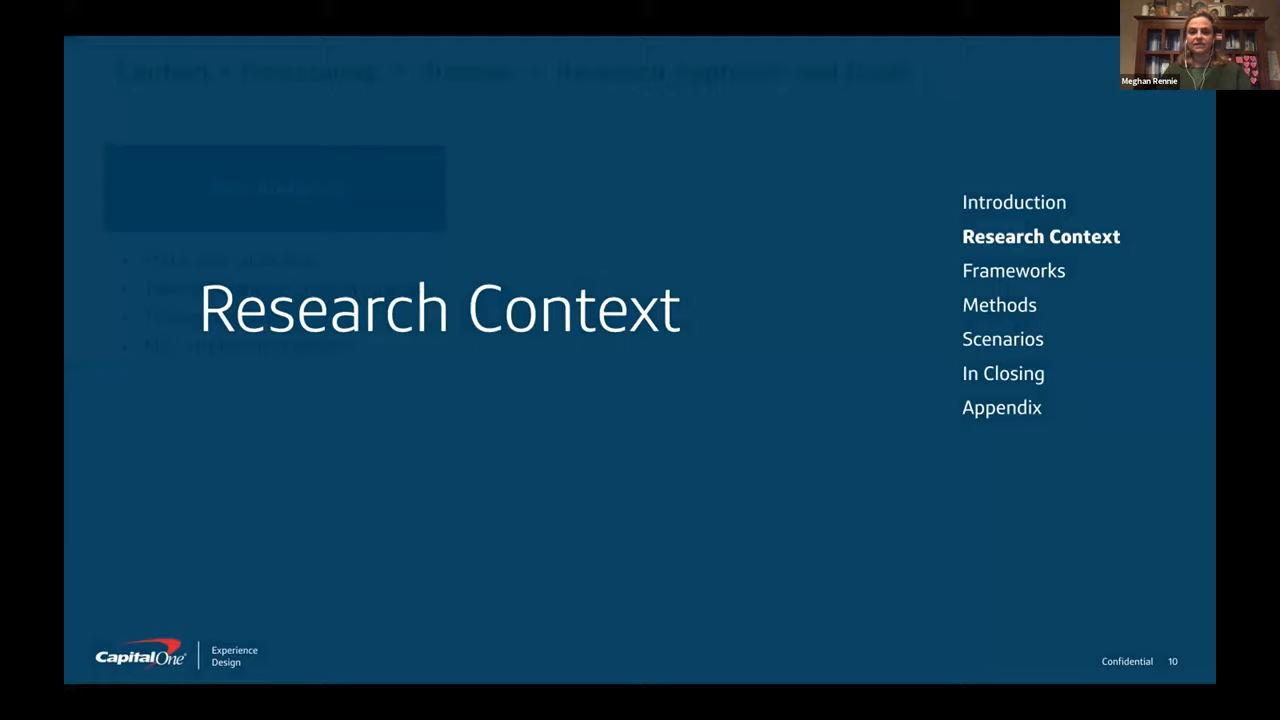 Meghan Rennie
Introduction
Research Context
Frameworks
Methods
Scenarios
In Closing
Appendix
Research Context
Capital One
Experience
Design
Confidential 10